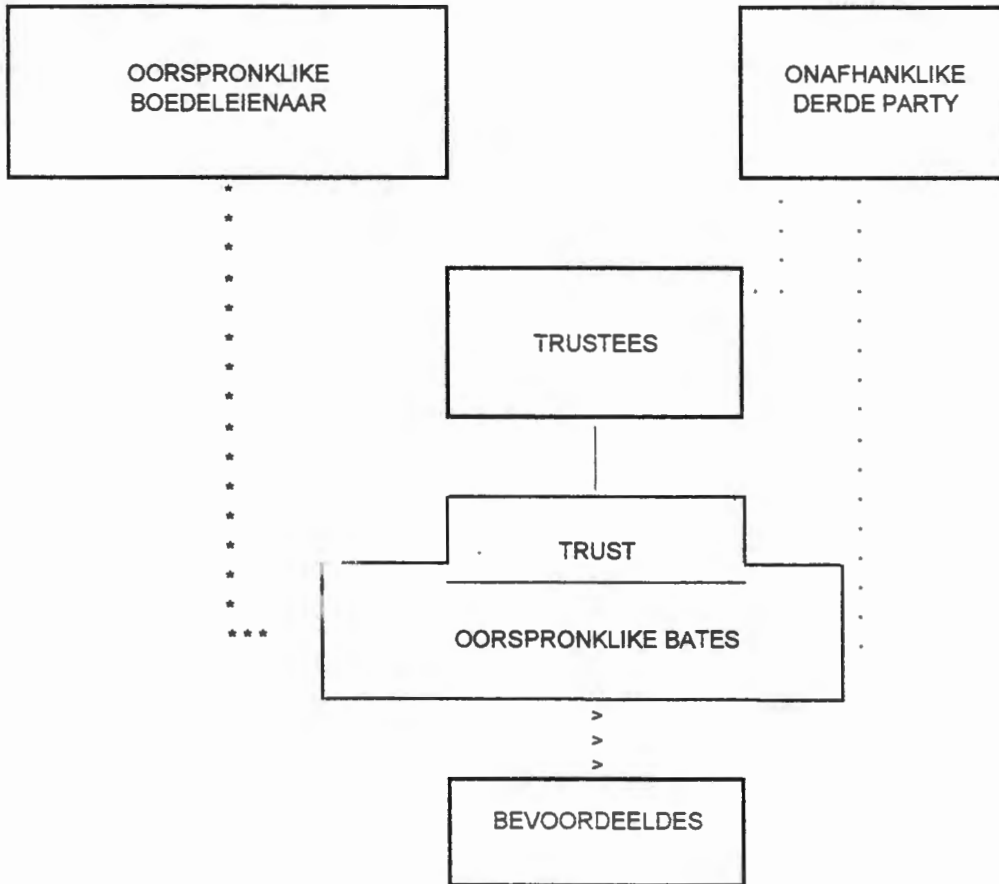 OORSPRONKLIKE
BOEDELEIENAAR
ONAFHANKLIKE
DERDE PARTY
TRUSTEES
TRUST
OORSPRONKLIKE BATES
BEVOORDEELDES